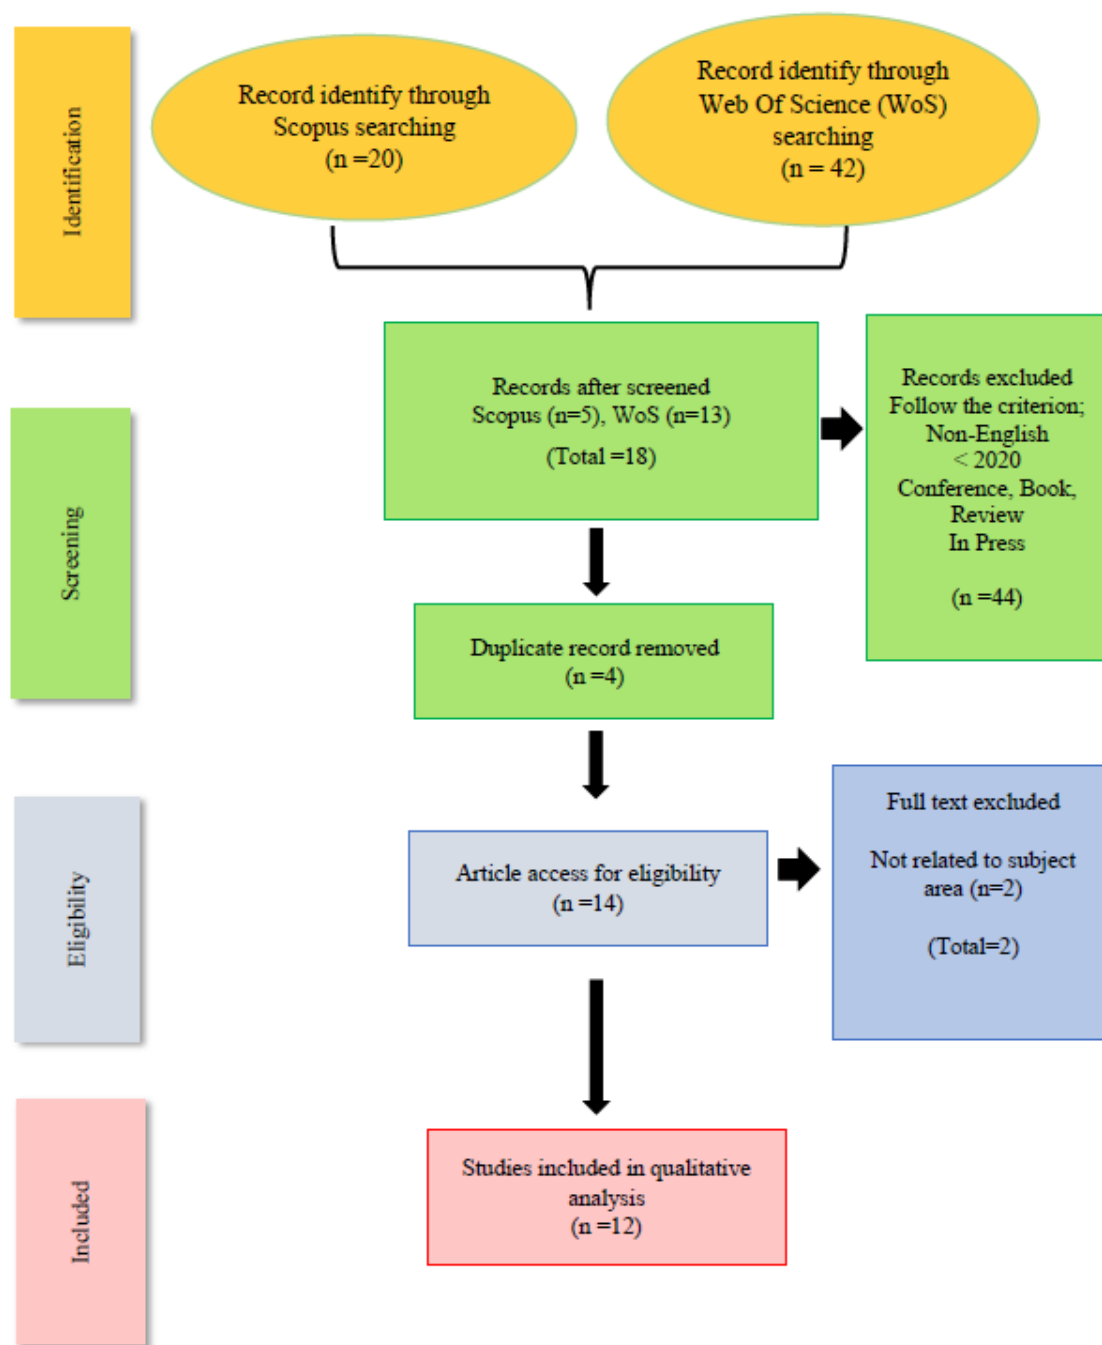 Identification
Record identify through
Scopus searching
(n =20)
Record identify through
Web Of Science (WoS)
searching
(n = 42)
Screening
Records after screened
Scopus (n=5), WoS (n=13)
(Total =18)
Records excluded
Follow the criterion;
Non-English
< 2020
Conference, Book,
Review
In Press
(n =44)
Duplicate record removed
(n =4)
Eligibility
Article access for eligibility
(n =14)
Full text excluded
Not related to subject
area (n=2)
(Total=2)
Included
Studies included in qualitative
analysis
(n =12)